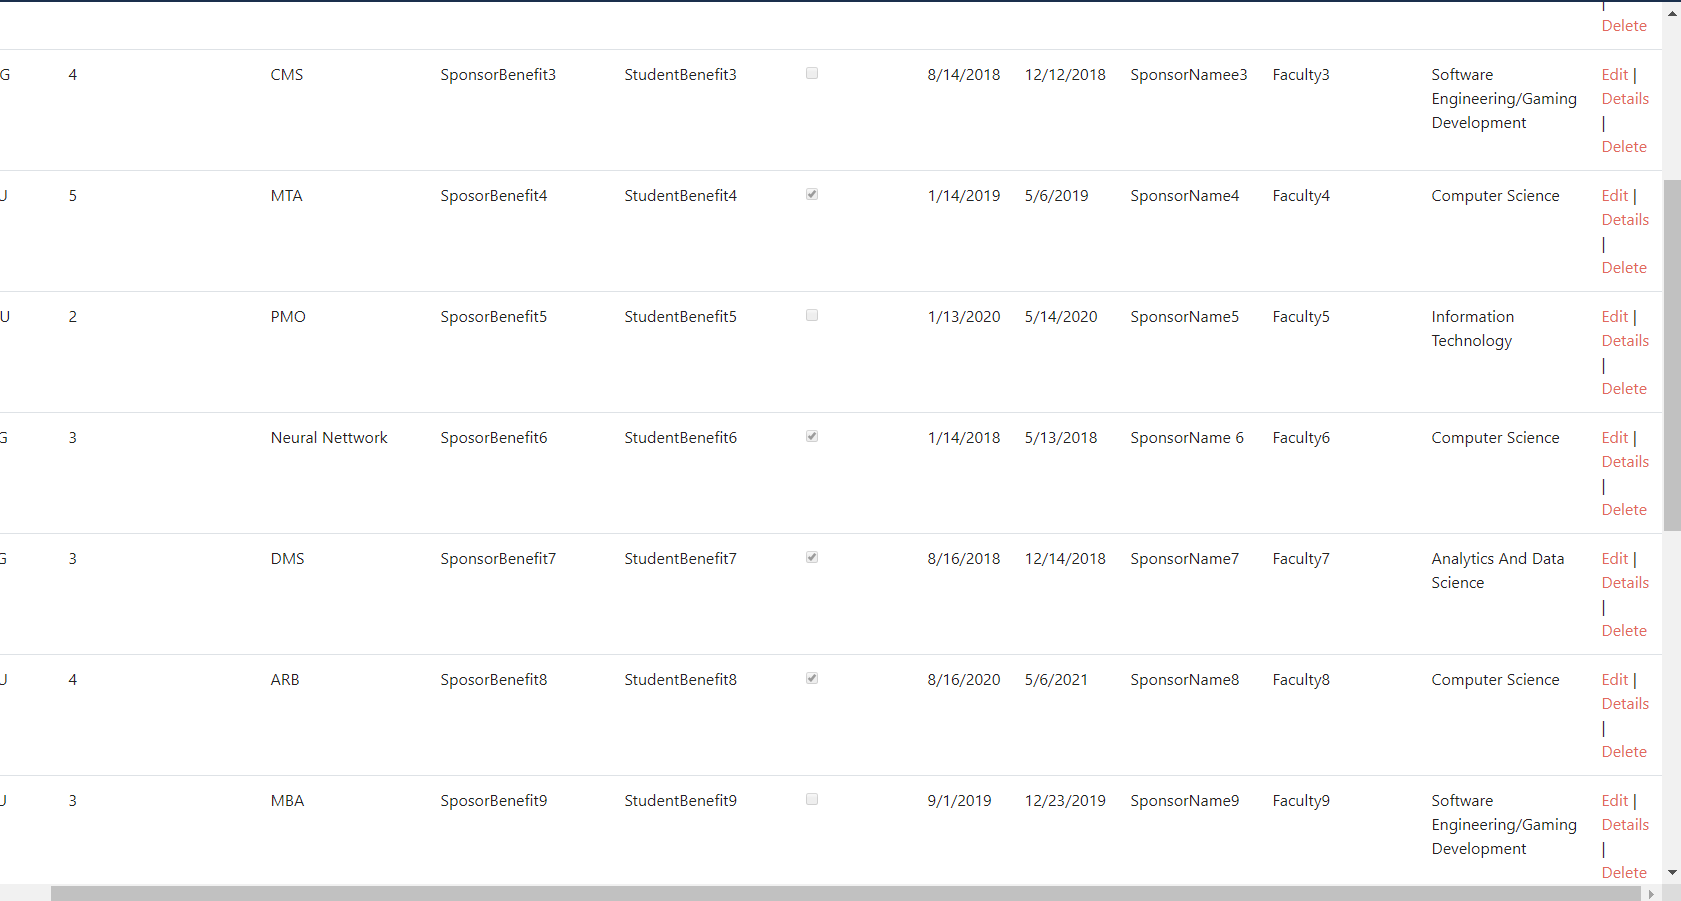 |
Delete
G 4 CMS SponsorBenefit3 StudentBenefit3 8/14/2018 12/12/2018 SponsorNamee3 Faculty3 Software Edit |
Engineering/Gaming Details
Development |
Delete
U 5 MTA SposorBenefit4 StudentBenefit4 1/14/2019 5/6/2019 SponsorName4 Faculty4 Computer Science Edit |
Details
|
Delete
U 2 PMO SposorBenefit5 StudentBenefit5 1/13/2020 5/14/2020 SponsorName5 Faculty5 Information Edit |
Technology Details
|
Delete
G 3 Neural Nettwork SposorBenefit6 StudentBenefit6 1/14/2018 5/13/2018 SponsorName 6 Faculty6 Computer Science Edit |
Details
|
Delete
G 3 DMS SponsorBenefit7 StudentBenefit7 8/16/2018 12/14/2018 SponsorName7 Faculty7 Analytics And Data Edit |
Science Details
|
Delete
U 4 ARB SposorBenefit8 StudentBenefit8 8/16/2020 5/6/2021 SponsorName8 Faculty8 Computer Science Edit |
Details
|
Delete
U 3 MBA SposorBenefit9 StudentBenefit9 9/1/2019 12/23/2019 SponsorName9 Faculty9 Software Edit |
Engineering/Gaming Details
Development |
Delete